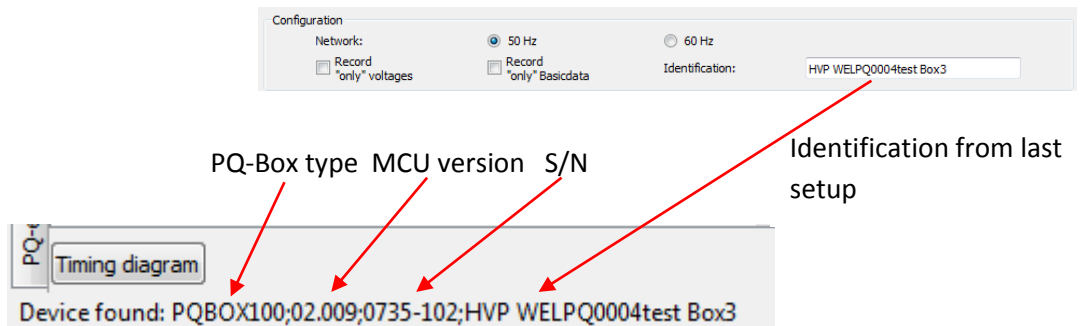 Configuration
Network: 50 Hz 60 Hz
Record "only" voltages Record "only" Basicdata Identification: HVP WELPQ0004test Box3
PQ-Box type MCU version S/N Identification from last
setup
Timing diagram
Device found: PQBOX100;02.009;0735-102;HVP WELPQ0004test Box3